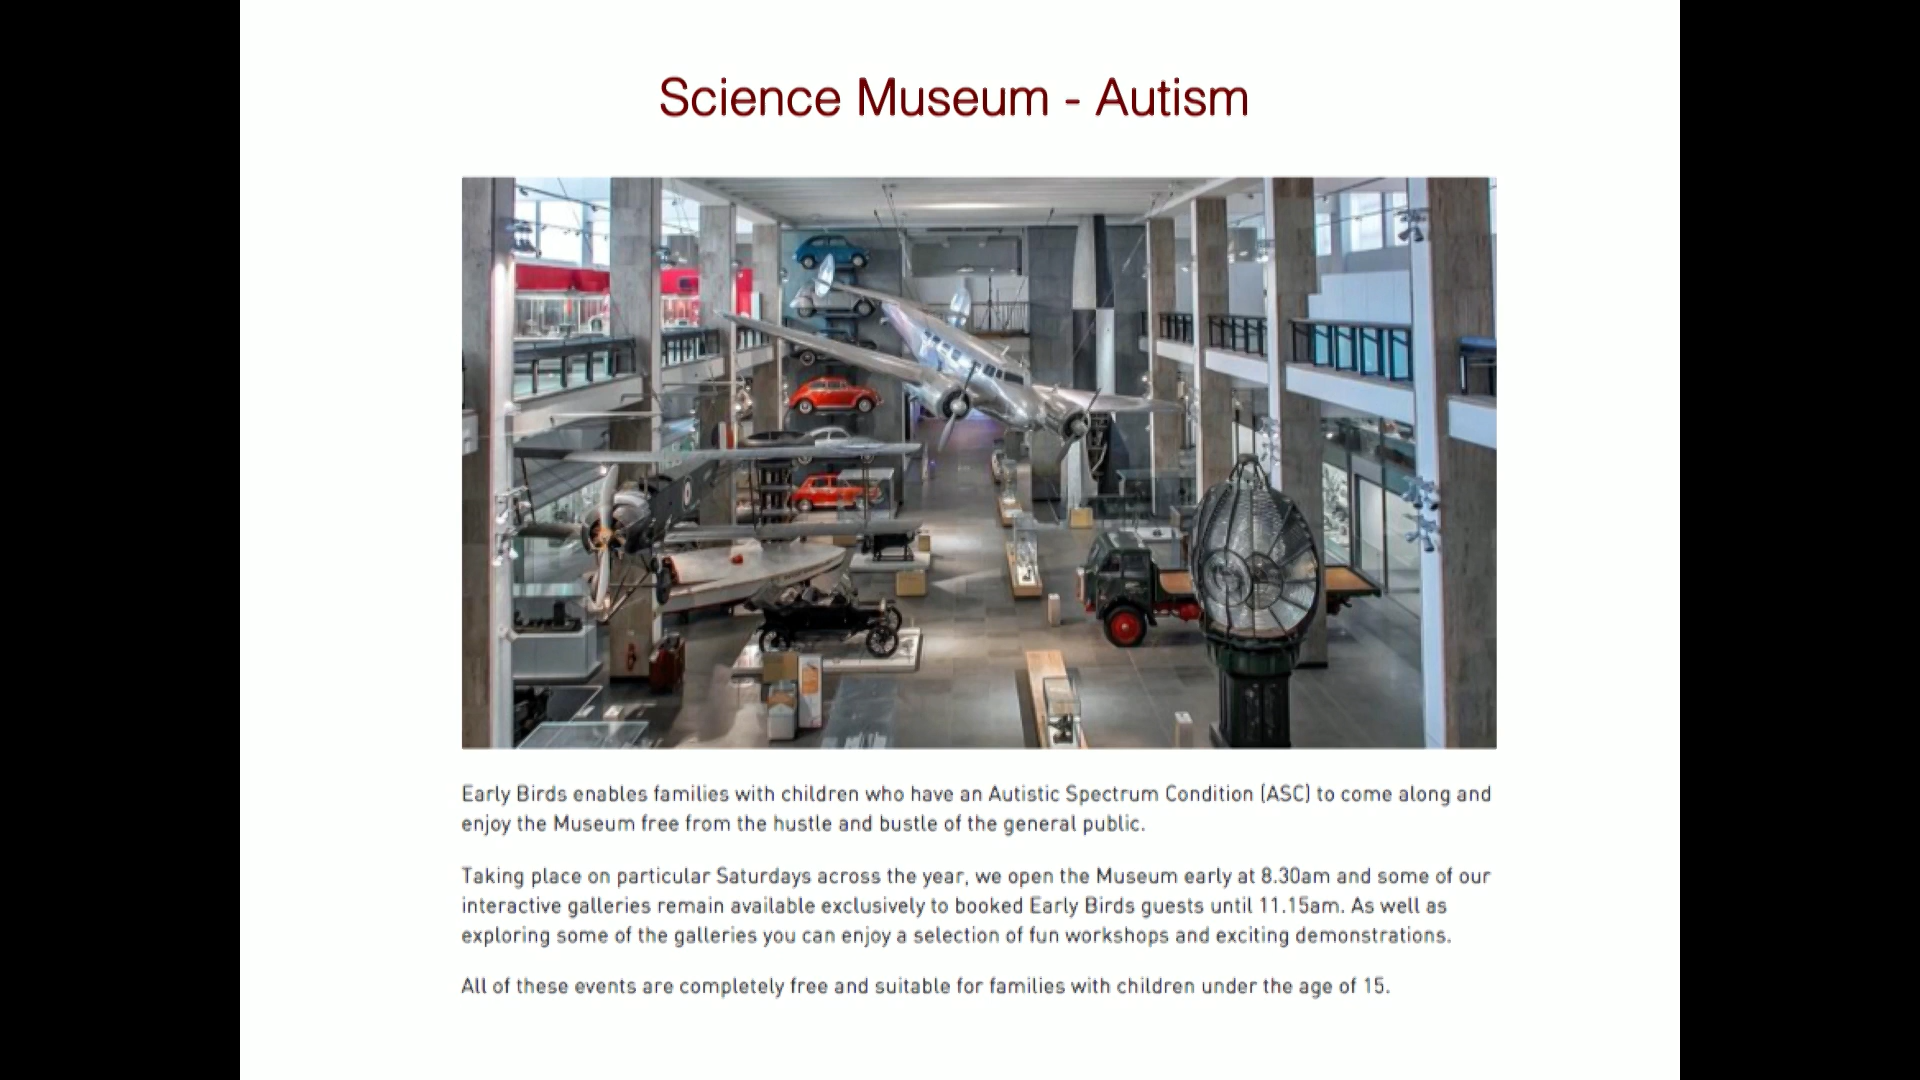 Science Museum - Autism
Early Birds enables families with children who have an Autistic Spectrum Condition (ASC) to come along and
enjoy the Museum free from the hustle and bustle of the general public.
Taking place on particular Saturdays across the year, we open the Museum early at 8.30am and some of our
interactive galleries remain available exclusively to booked Early Birds guests until 11.15am. As well as
exploring some of the galleries you can enjoy a selection of fun workshops and exciting demonstrations.
All of these events are completely free and suitable for families with children under the age of 15.